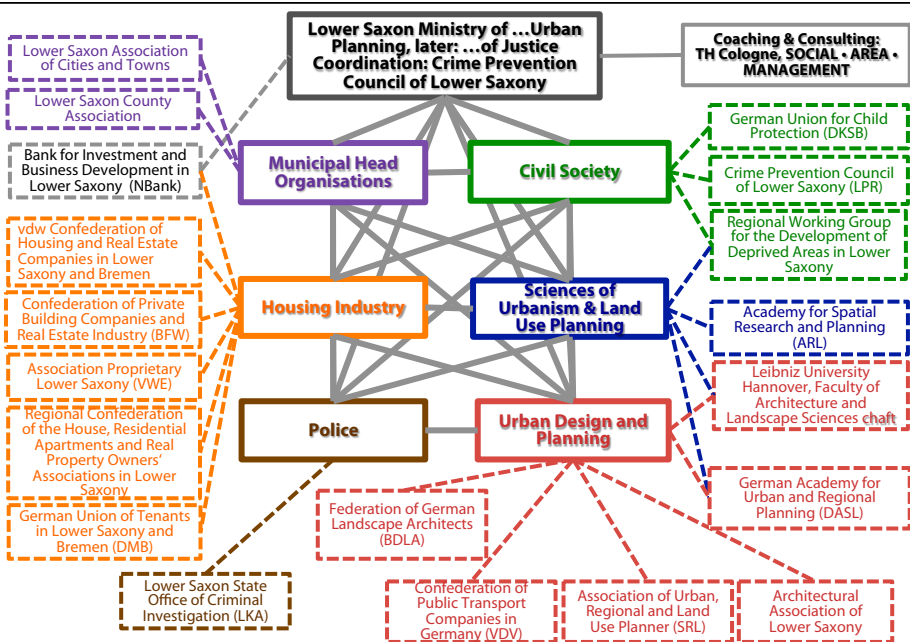 Lower Saxon Ministry of ...Urban
Planning, later: ...of Justice
Coordination: Crime Prevention
Council of Lower Saxony
Coaching & Consulting:
TH Cologne, SOCIAL • AREA •
MANAGEMENT
Lower Saxon Association
of Cities and Towns
Lower Saxon County
Association
Bank for Investment and
Business Development in
Lower Saxony (NBank)
vdw Confederation of
Housing and Real Estate
Companies in Lower
Saxony and Bremen
Confederation of Private
Building Companies and
Real Estate Industry (BFW)
Association Proprietary
Lower Saxony (VWE)
Regional Confederation
of the House, Residential
Apartments and Real
Property Owners'
Associations in Lower
Saxony
German Union of Tenants
in Lower Saxony and
Bremen (DMB)
Municipal Head
Organisations
Civil Society
Housing Industry
Sciences of
Urbanism & Land
Use Planning
Police
Urban Design and
Planning
German Union for Child
Protection (DKSB)
Crime Prevention Council
of Lower Saxony (LPR)
Regional Working Group
for the Development of
Deprived Areas in Lower
Saxony
Academy for Spatial
Research and Planning
(ARL)
Leibniz University
Hannover, Faculty of
Architecture and
Landscape Sciences chaft
German Academy for
Urban and Regional
Planning (DASL)
Federation of German
Landscape Architects
(BDLA)
Lower Saxon State
Office of Criminal
Investigation (LKA)
Confederation of
Public Transport
Companies in
Germany (VDV)
Association of Urban,
Regional and Land
Use Planner (SRL)
Architectural
Association of
Lower Saxony